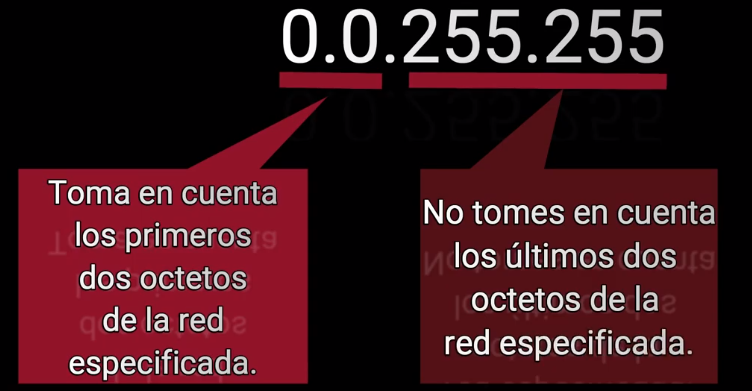 0.0.255.255
Toma en cuenta
los primeros
dos octetos
de la red
especificada.
No tomes en cuenta
los últimos dos
octetos de la
red especificada.